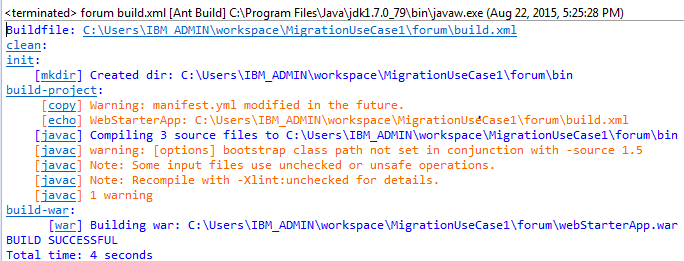 <terminated> forum build.xml [Ant Build] C:\Program Files\Java\jdk1.7.0_79\bin\javaw.exe (Aug 22, 2015, 5:25:28 PM)
Buildfile: C:\Users\IBM_ADMIN\workspace\MigrationUseCase1\forum\build.xml
clean:
init:
[mkdir] Created dir: C:\Users\IBM_ADMIN\workspace\MigrationUseCase1\forum\bin
build-project:
[copy] Warning: manifest.yml modified in the future.
[echo] WebStarterApp: C:\Users\IBM_ADMIN\workspace\MigrationUseCase1\forum\build.xml
[javac] Compiling 3 source files to C:\Users\IBM_ADMIN\workspace\MigrationUseCase1\forum\bin
[javac] warning: [options] bootstrap class path not set in conjunction with -source 1.5
[javac] Note: Some input files use unchecked or unsafe operations.
[javac] Note: Recompile with -Xlint:unchecked for details.
[javac] 1 warning
build-war:
[war] Building war: C:\Users\IBM_ADMIN\workspace\MigrationUseCase1\forum\webStarterApp.war
BUILD SUCCESSFUL
Total time: 4 seconds